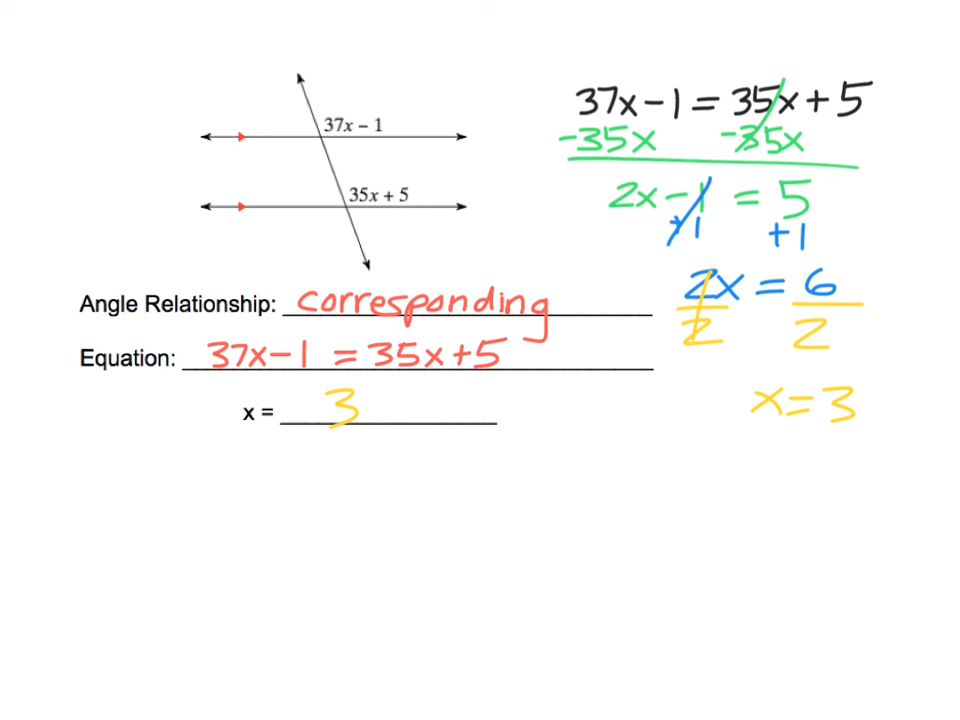 37x – 1
35x + 5
37x-1 = 35x + 5
-35x -35x
2x - 1 = 5
+1 +1
2x = 6
2 2
x = 3
Angle Relationship: corresponding
Equation: 37x-1 = 35x+5
x = 3